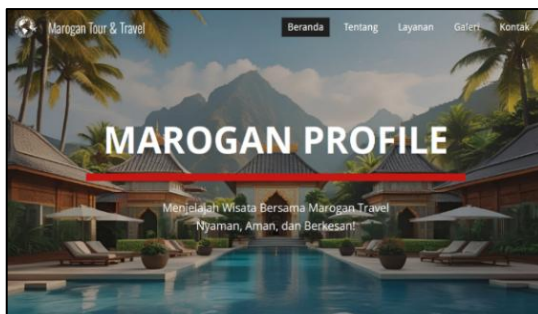 Marogan Tour & Travel
Beranda Tentang Layanan Galeri Kontak
MAROGAN PROFILE
Menjelajah Wisata Bersama Marogan Travel
Nyaman, Aman, dan Berkesan!